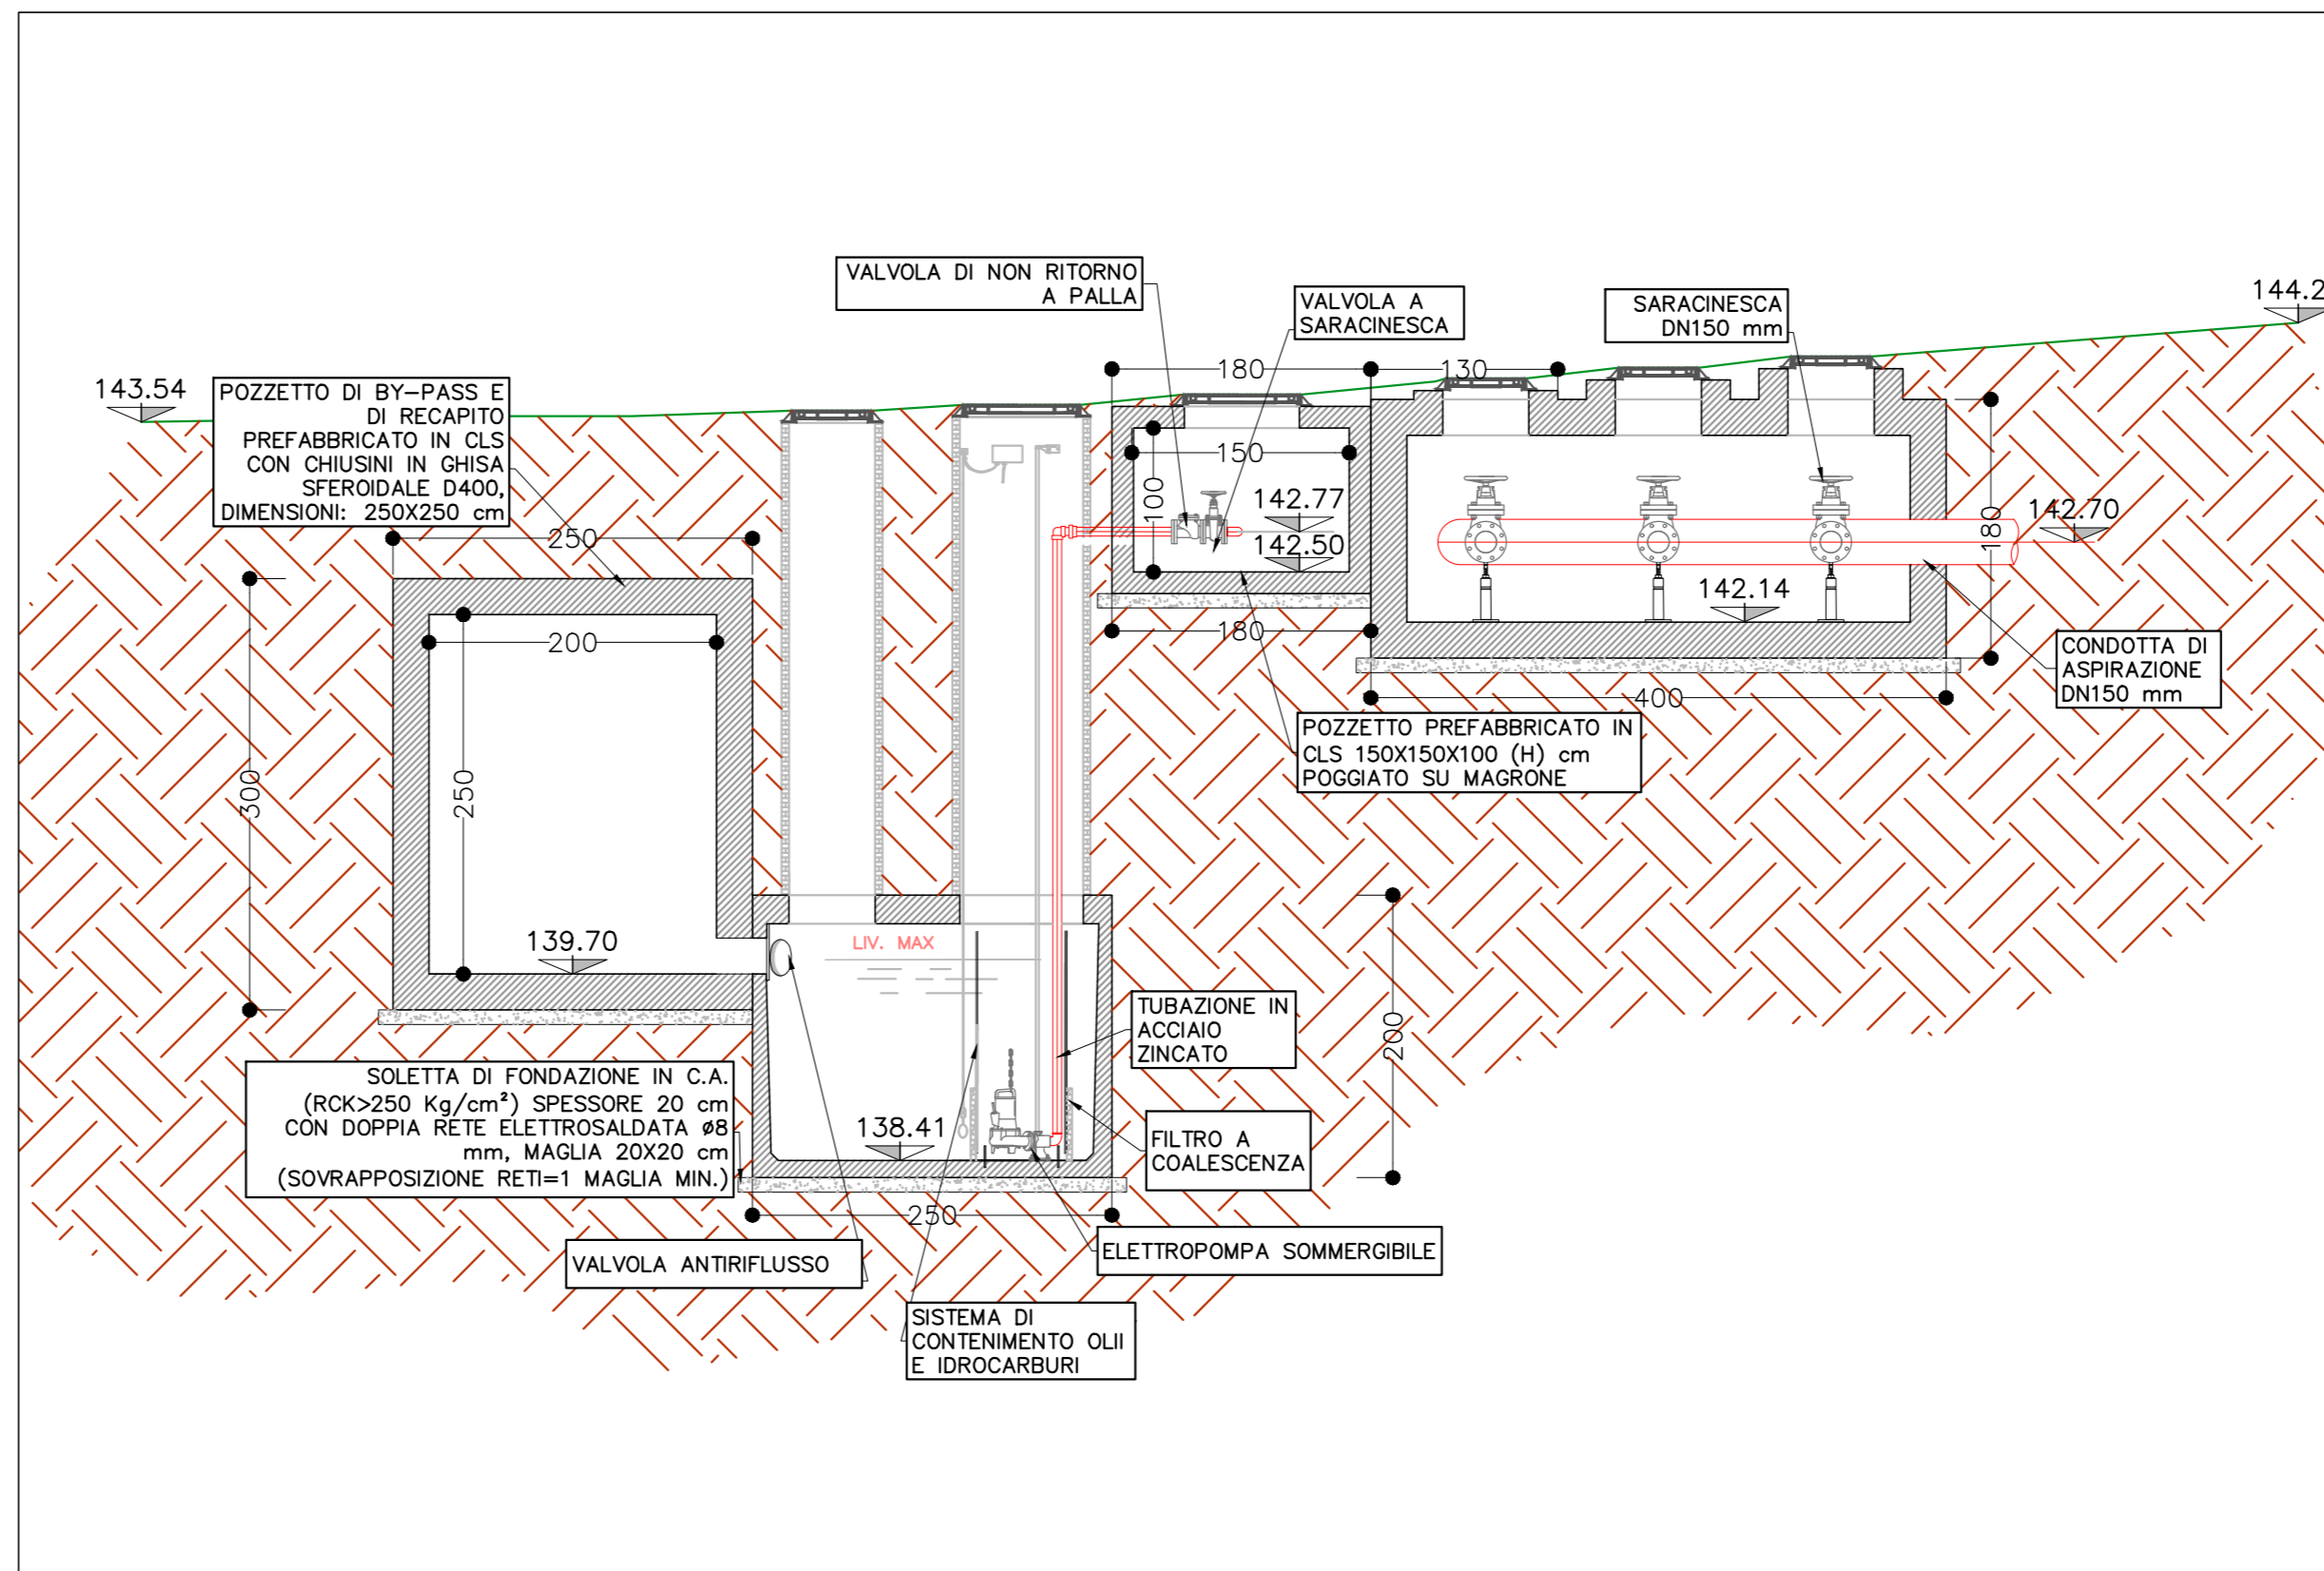 VALVOLA DI NON RITORNO
A PALLA
VALVOLA A
SARACINESCA
SARACINESCA
DN150 mm
144.2
143.54
POZZETTO DI BY-PASS E
DI RECAPITO
PREFABBRICATO IN CLS
CON CHIUSINI IN GHISA
SFEROIDALE D400,
DIMENSIONI: 250X250 cm
180
130
150
100
142.77
142.50
180
142.70
142.14
180
400
250
200
300
250
139.70
CONDOTTA DI
ASPIRAZIONE
DN150 mm
POZZETTO PREFABBRICATO IN
CLS 150X150X100 (H) cm
POGGIATO SU MAGRONE
LIV. MAX
TUBAZIONE IN
ACCIAIO
ZINCATO
200
SOLETTA DI FONDAZIONE IN C.A.
(RCK>250 Kg/cm²) SPESSORE 20 cm
CON DOPPIA RETE ELETTROSALDATA ø8
mm, MAGLIA 20X20 cm
(SOVRAPPOSIZIONE RETI=1 MAGLIA MIN.)
138.41
FILTRO A
COALESCENZA
250
VALVOLA ANTIRIFLUSSO
ELETTROPOMPA SOMMERGIBILE
SISTEMA DI
CONTENIMENTO OLII
E IDROCARBURI